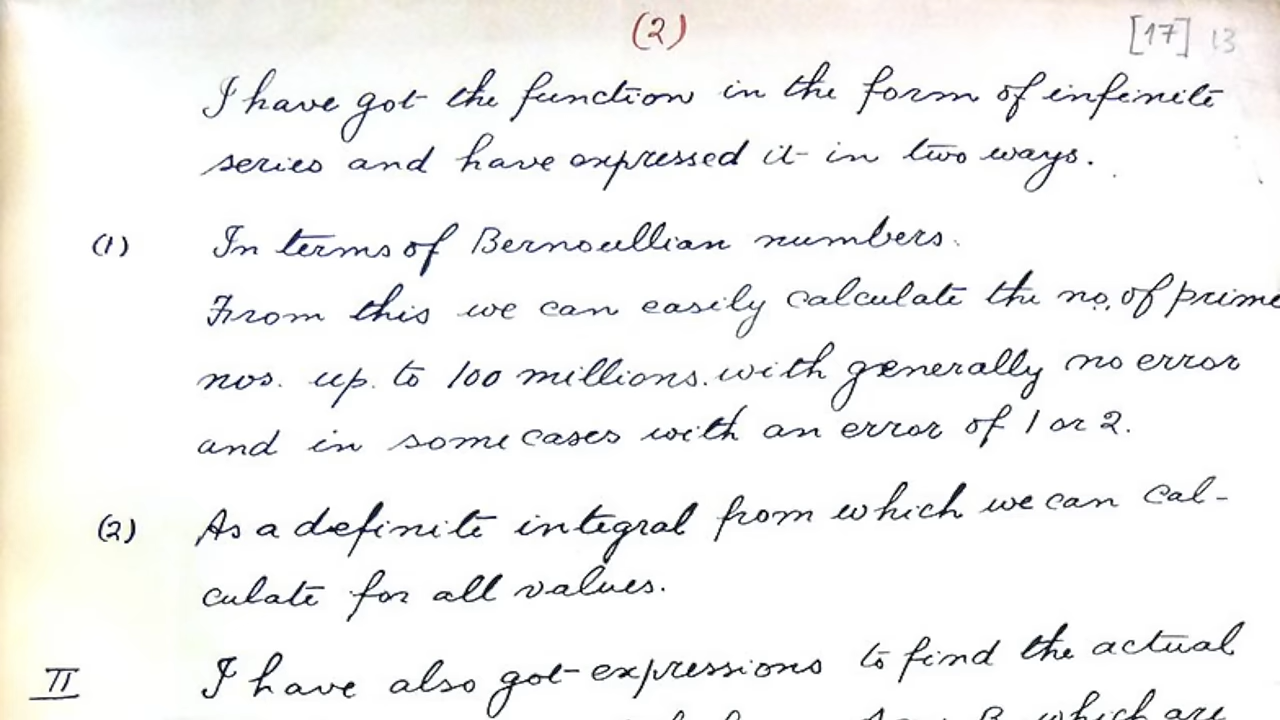 (2)
[17] 13
I have got the function in the form of infinite
series and have expressed it in two ways.
(1) In terms of Bernoullian numbers.
From this we can easily calculate the no. of prime
nos. up. to 100 millions. with generally no error
and in some cases with an error of 1 or 2.
(2) As a definite integral from which we can cal-
culate for all values.
II I have also got expressions to find the actual
which are